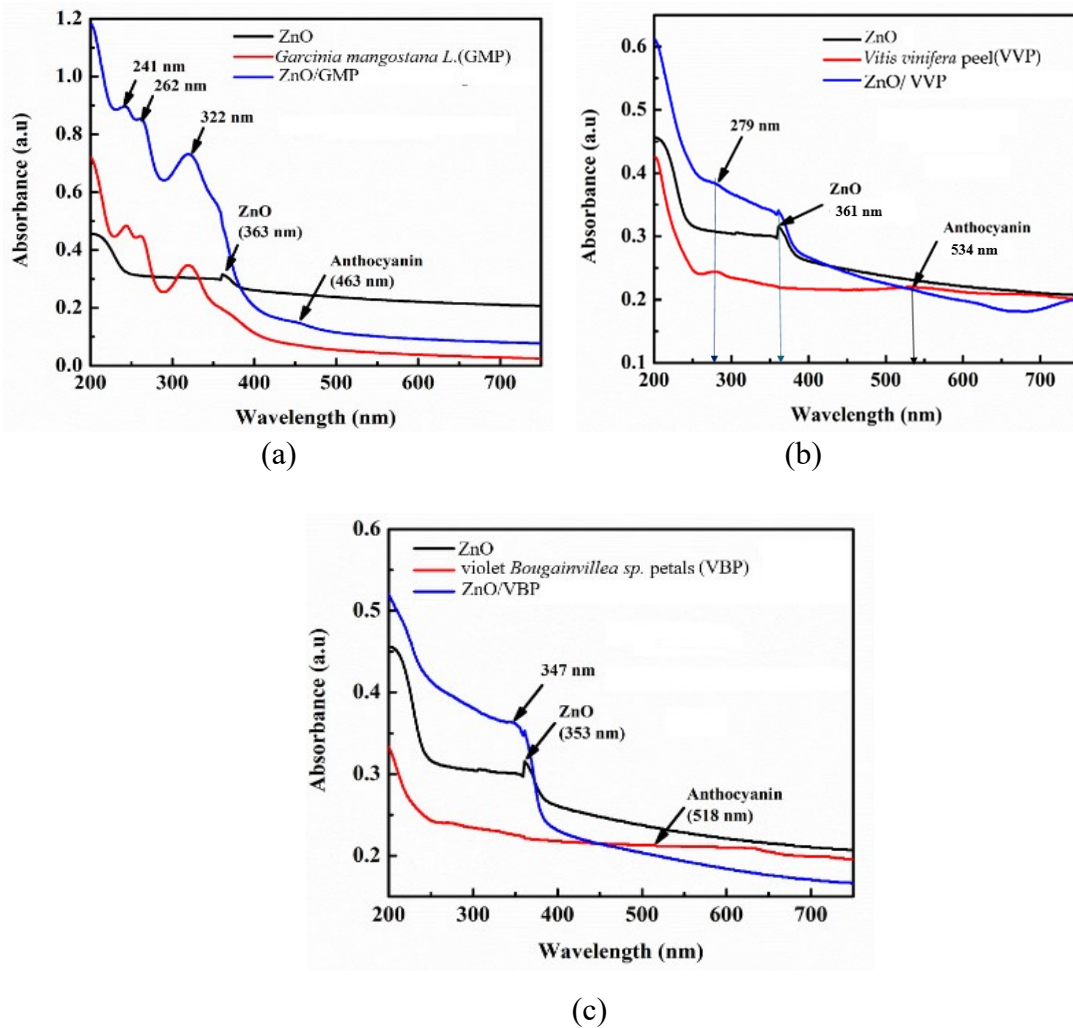 1.2
1.0
0.8
0.6
0.4
0.2
0.0
Absorbance (a.u)
ZnO
Garcinia mangostana L.(GMP)
ZnO/GMP
241 nm
262 nm
322 nm
ZnO
(363 nm)
Anthocyanin
(463 nm)
200 300 400 500 600 700
Wavelength (nm)
(a)
0.6
0.5
0.4
0.3
0.2
0.1
Absorbance (a.u)
ZnO
Vitis vinifera peel(VVP)
ZnO/ VVP
279 nm
ZnO
361 nm
Anthocyanin
534 nm
200 300 400 500 600 700
Wavelength (nm)
(b)
0.6
0.5
0.4
0.3
0.2
Absorbance (a.u)
ZnO
violet Bougainvillea sp. petals (VBP)
ZnO/VBP
347 nm
ZnO
(353 nm)
Anthocyanin
(518 nm)
200 300 400 500 600 700
Wavelength (nm)
(c)